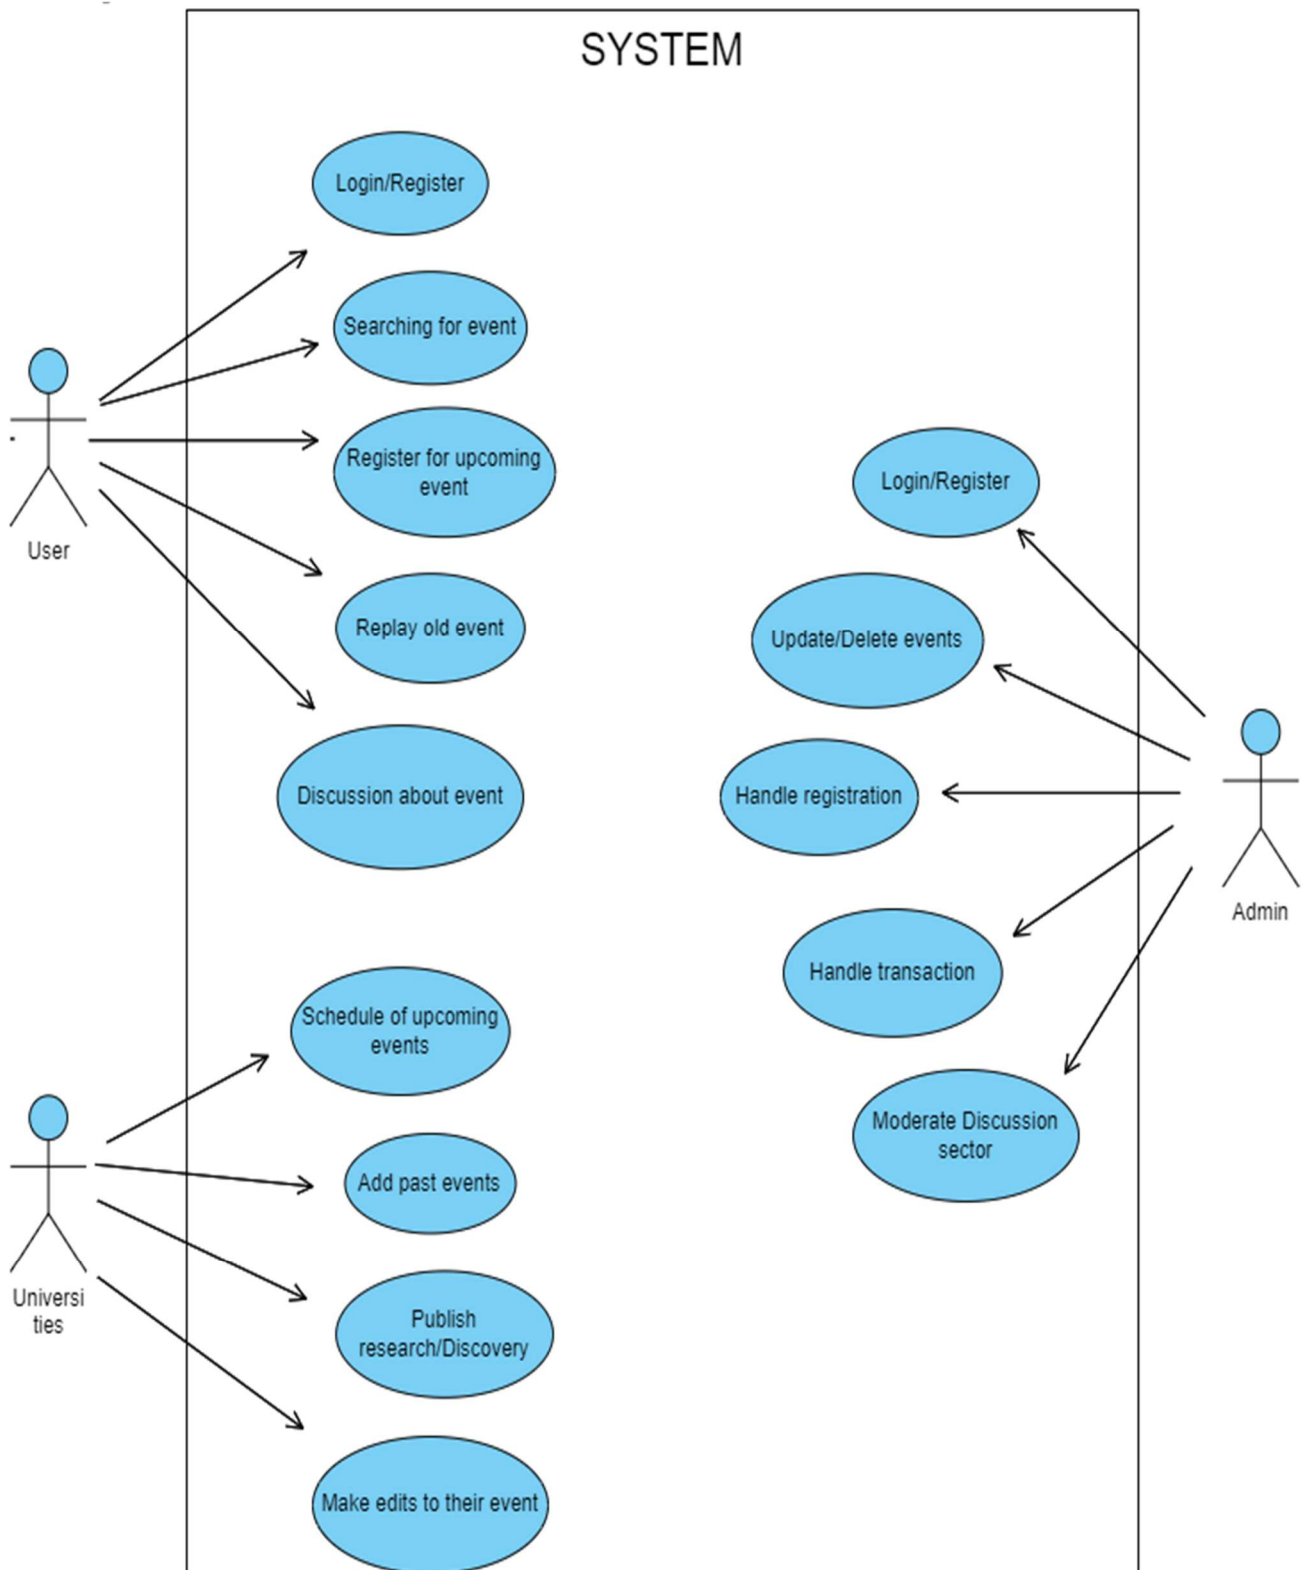 SYSTEM
Login/Register
Searching for event
Register for upcoming
event
Replay old event
Discussion about event
User
Login/Register
Update/Delete events
Handle registration
Handle transaction
Moderate Discussion
sector
Admin
Schedule of upcoming
events
Add past events
Publish
research/Discovery
Make edits to their event
Universi
ties